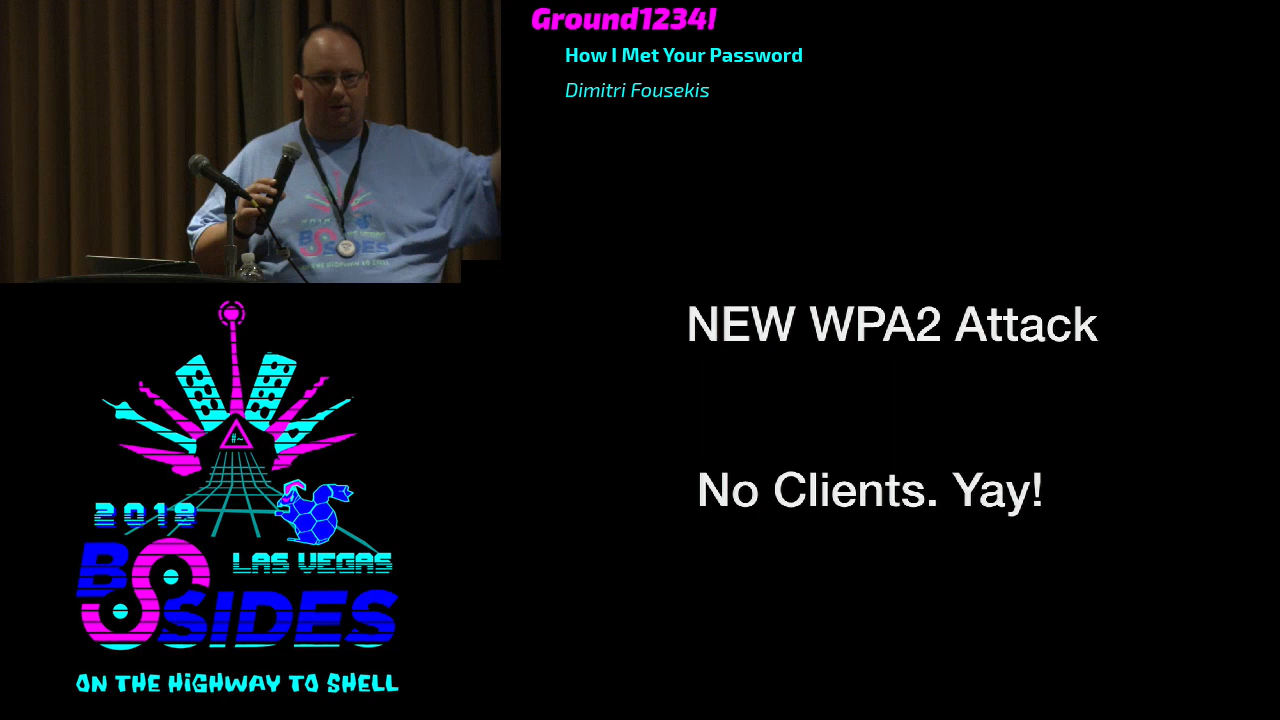 Ground1234!
How I Met Your Password
Dimitri Fousekis
NEW WPA2 Attack
No Clients. Yay!
#~
2019
LAS VEGAS
BSIDES
ON THE HIGHWAY TO SHELL